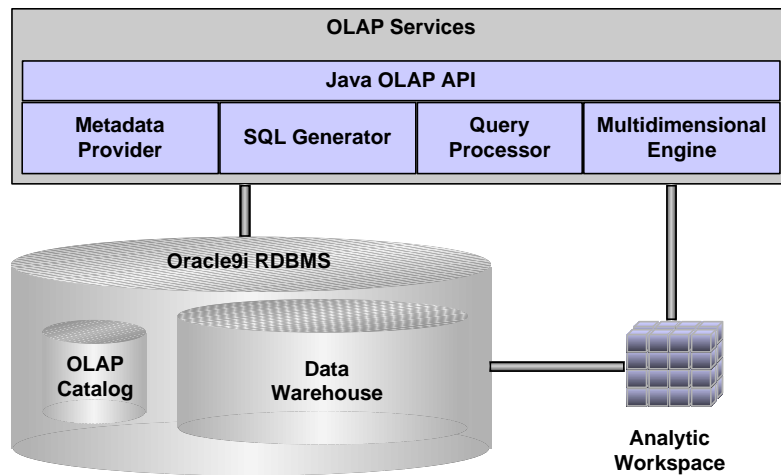 OLAP Services
Java OLAP API
Metadata
Provider
SQL Generator
Query
Processor
Multidimensional
Engine
Oracle9i RDBMS
OLAP
Catalog
Data
Warehouse
Analytic
Workspace